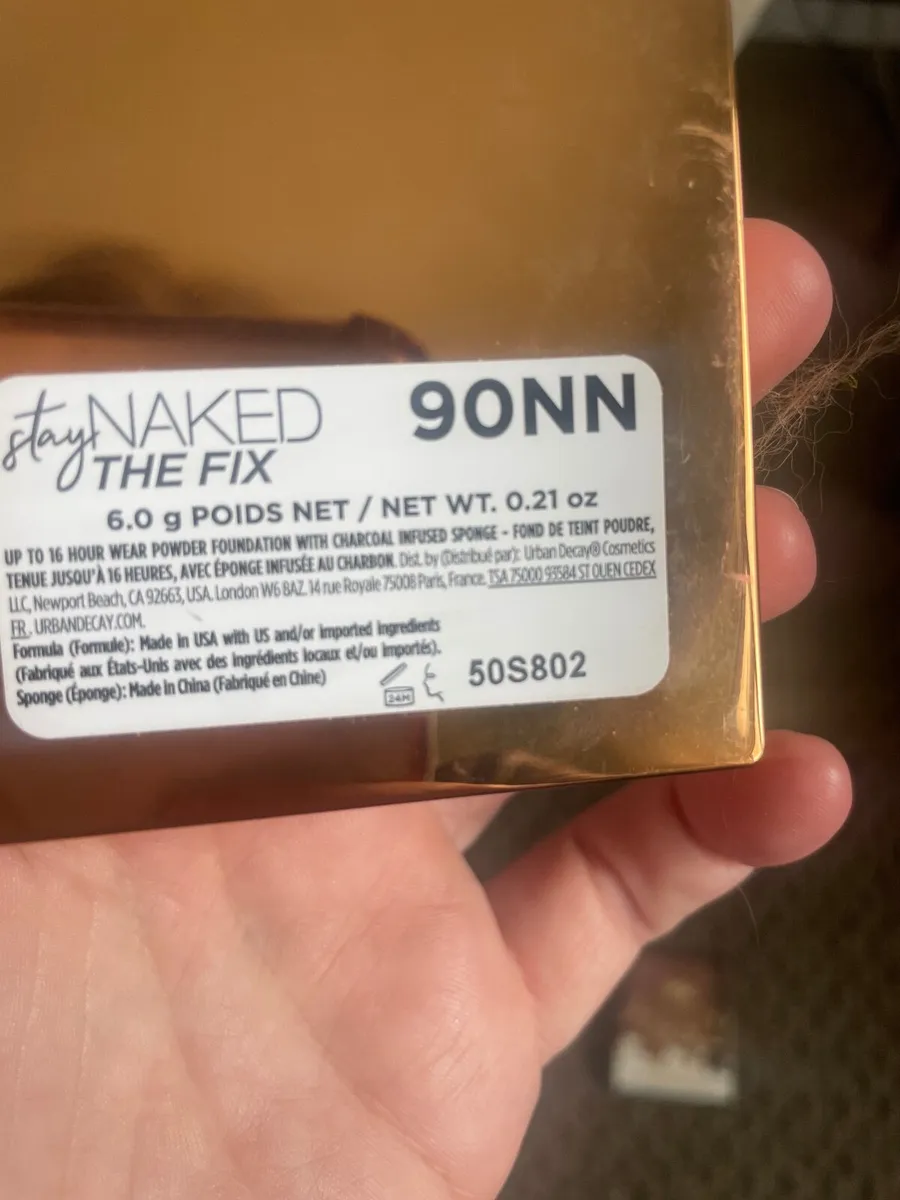 stay NAKED
THE FIX
90NN
6.0 g POIDS NET / NET WT. 0.21 oz
UP TO 16 HOUR WEAR POWDER FOUNDATION WITH CHARCOAL INFUSED SPONGE - FOND DE TEINT POUDRE,
TENUE JUSQU'À 16 HEURES, AVEC ÉPONGE INFUSÉE AU CHARBON. Dist. by (Distribué par): Urban Decay® Cosmetics
LLC, Newport Beach, CA 92663, USA. London W6 8AZ. 14 rue Royale 75008 Paris, France. TSA 75000 93584 ST OUEN CEDEX
FR. URBANDECAY.COM.
Formula (Formule): Made in USA with US and/or imported ingredients
(Fabriqué aux États-Unis avec des ingrédients locaux et/ou importés).
Sponge (Éponge): Made in China (Fabriqué en Chine)
24M
50S802